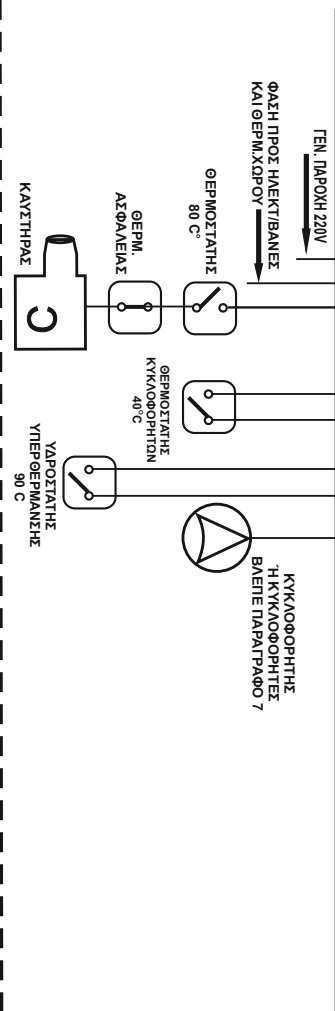 ΓΕΝ. ΠΑΡΟΧΗ 220V
ΦΑΣΗ ΠΡΟΣ ΗΛΕΚΤ/ΒΑΝΕΣ
ΚΑΙ ΘΕΡΜ.ΧΩΡΟΥ
ΘΕΡΜΟΣΤΑΤΗΣ
80 C°
ΘΕΡΜ.
ΑΣΦΑΛΕΙΑΣ
ΚΑΥΣΤΗΡΑΣ
C
ΘΕΡΜΟΣΤΑΤΗΣ
ΚΥΚΛΟΦΟΡΗΤΩΝ
40°C
ΥΔΡΟΣΤΑΤΗΣ
ΥΠΕΡΘΕΡΜΑΝΣΗΣ
90 C
ΚΥΚΛΟΦΟΡΗΤΗΣ
Ή ΚΥΚΛΟΦΟΡΗΤΕΣ
ΒΛΕΠΕ ΠΑΡΑΓΡΑΦΟ 7